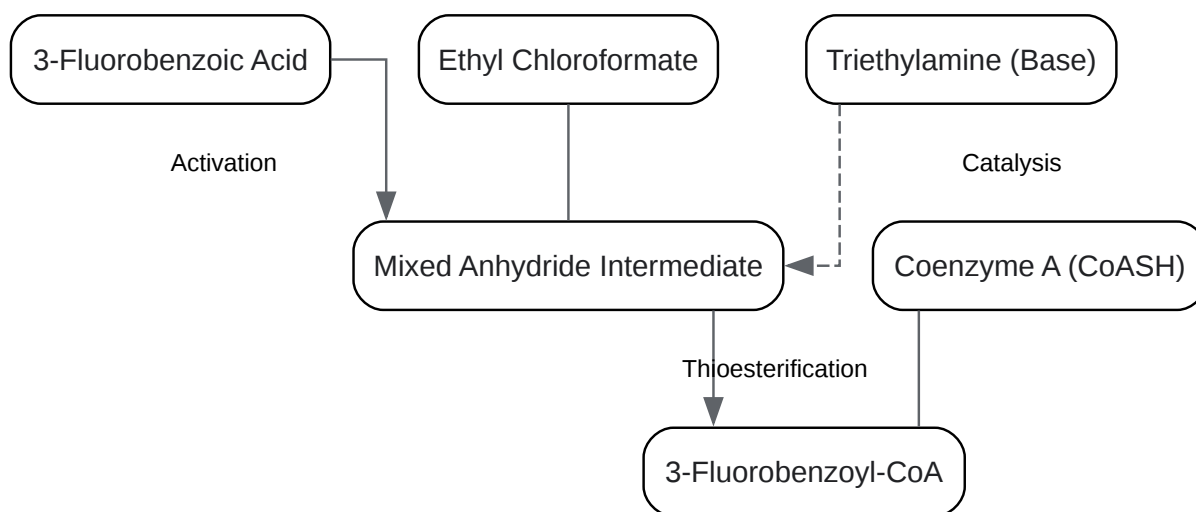 3-Fluorobenzoic Acid
Ethyl Chloroformate
Triethylamine (Base)
Activation
Catalysis
Mixed Anhydride Intermediate
Coenzyme A (CoASH)
Thioesterification
3-Fluorobenzoyl-CoA